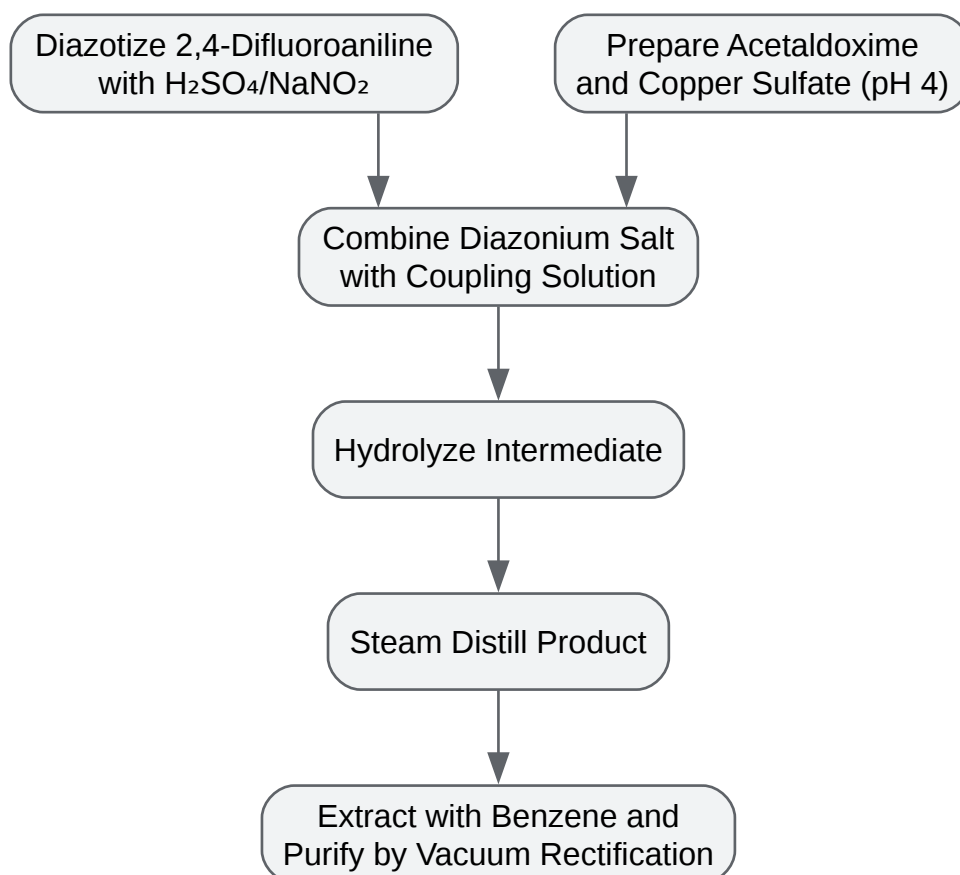 Diazotize 2,4-Difluoroaniline
with H₂SO₄/NaNO₂
Prepare Acetaldoxime
and Copper Sulfate (pH 4)
Combine Diazonium Salt
with Coupling Solution
Hydrolyze Intermediate
Steam Distill Product
Extract with Benzene and
Purify by Vacuum Rectification